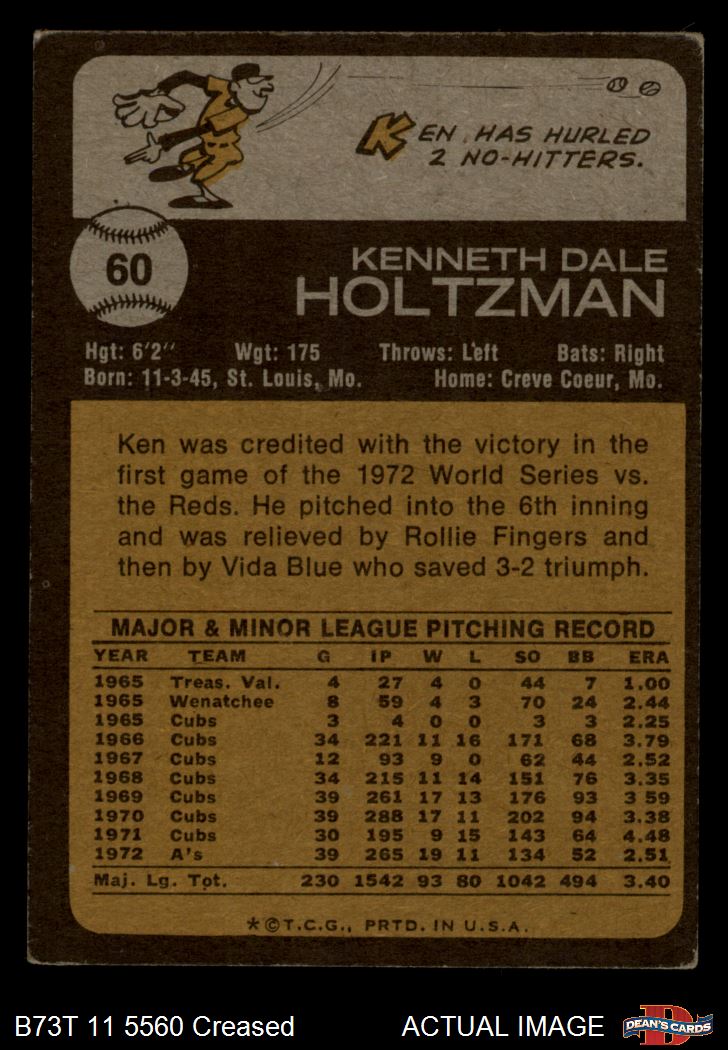 KEN HAS HURLED
2 NO-HITTERS.
60
KENNETH DALE
HOLTZMAN
Hgt: 6'2" Wgt: 175 Throws: Left Bats: Right
Born: 11-3-45, St. Louis, Mo. Home: Creve Coeur, Mo.
Ken was credited with the victory in the
first game of the 1972 World Series vs.
the Reds. He pitched into the 6th inning
and was relieved by Rollie Fingers and
then by Vida Blue who saved 3-2 triumph.
MAJOR & MINOR LEAGUE PITCHING RECORD
YEAR TEAM G IP W L SO BB ERA
1965 Treas. Val. 4 27 4 0 44 7 1.00
1965 Wenatchee 8 59 4 3 70 24 2.44
1965 Cubs 3 4 0 0 3 3 2.25
1966 Cubs 34 221 11 16 171 68 3.79
1967 Cubs 12 93 9 0 62 44 2.52
1968 Cubs 34 215 11 14 151 76 3.35
1969 Cubs 39 261 17 13 176 93 3 59
1970 Cubs 39 288 17 11 202 94 3.38
1971 Cubs 30 195 9 15 143 64 4.48
1972 A's 39 265 19 11 134 52 2.51
Maj. Lg. Tot. 230 1542 93 80 1042 494 3.40
*©T.C.G., PRTD. IN U.S.A.
B73T 11 5560 Creased ACTUAL IMAGE
D
DEAN'S CARDS